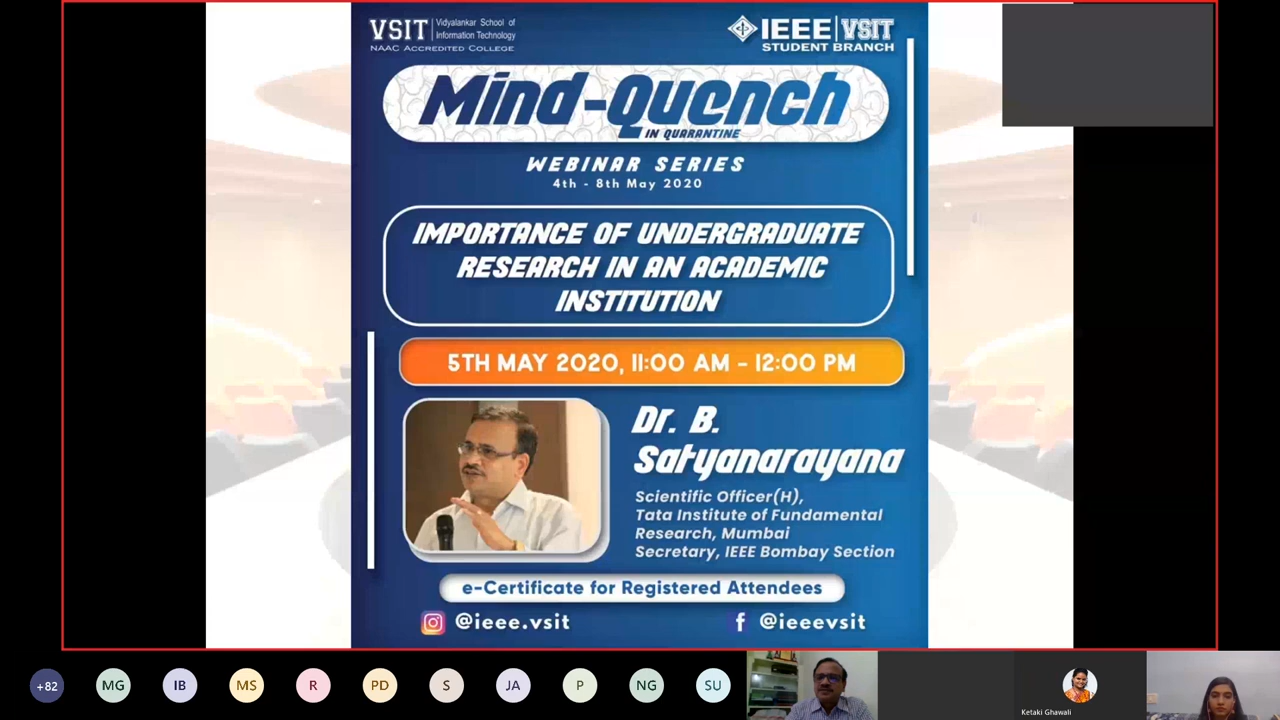 VSIT
Vidyalankar School of
Information Technology
NAAC Accredited College
IEEE VSIT
STUDENT BRANCH
Mind-Quench
IN QUARANTINE
WEBINAR SERIES
4th - 8th May 2020
IMPORTANCE OF UNDERGRADUATE
RESEARCH IN AN ACADEMIC
INSTITUTION
5TH MAY 2020, 11:00 AM - 12:00 PM
Dr. B.
Satyanarayana
Scientific Officer(H),
Tata Institute of Fundamental
Research, Mumbai
Secretary, IEEE Bombay Section
e-Certificate for Registered Attendees
@ieee.vsit
@ieeevsit
+82 MG IB MS R PD S JA P NG SU
Ketaki Ghawali